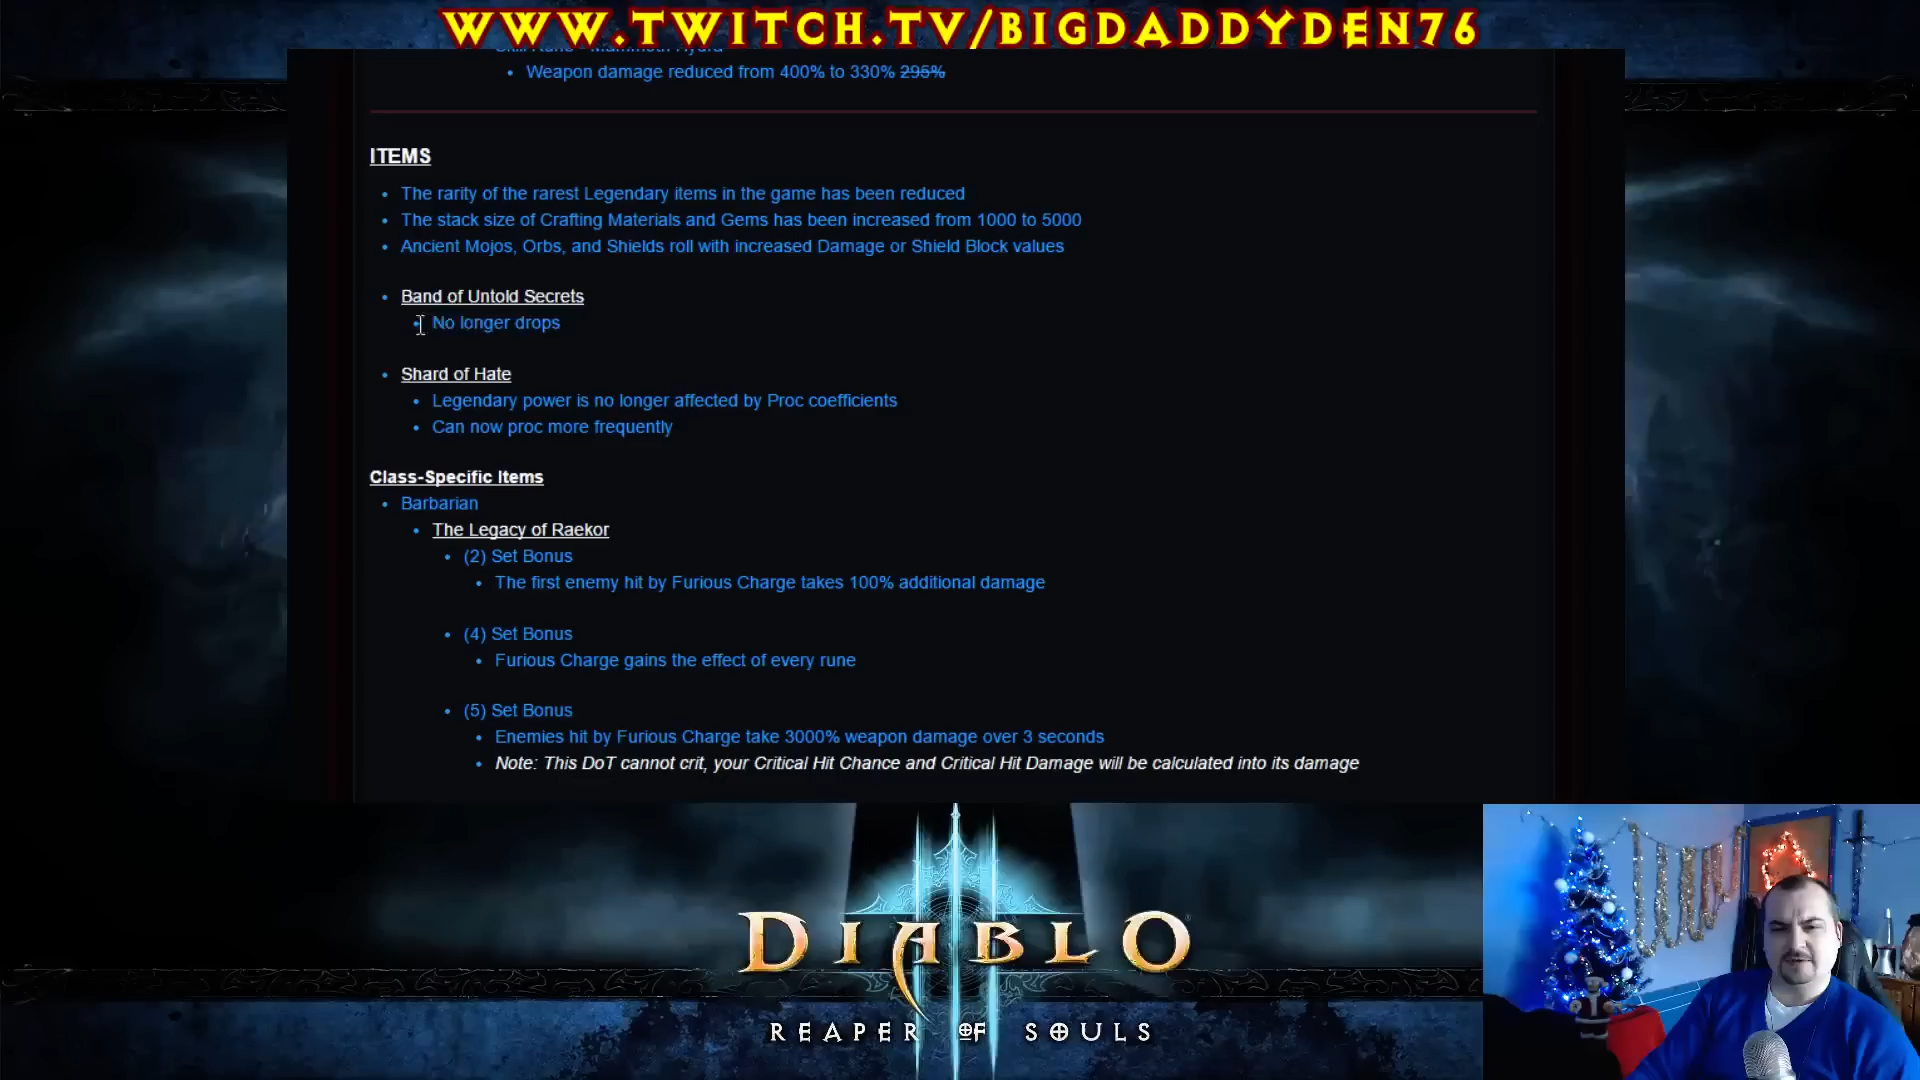 WWW.TWITCH.TV/BIGDADDYDEN76
Skill Rune - Mammoth Hydra
Weapon damage reduced from 400% to 330% 295%
ITEMS
The rarity of the rarest Legendary items in the game has been reduced
The stack size of Crafting Materials and Gems has been increased from 1000 to 5000
Ancient Mojos, Orbs, and Shields roll with increased Damage or Shield Block values
Band of Untold Secrets
No longer drops
Shard of Hate
Legendary power is no longer affected by Proc coefficients
Can now proc more frequently
Class-Specific Items
Barbarian
The Legacy of Raekor
(2) Set Bonus
The first enemy hit by Furious Charge takes 100% additional damage
(4) Set Bonus
Furious Charge gains the effect of every rune
(5) Set Bonus
Enemies hit by Furious Charge take 3000% weapon damage over 3 seconds
Note: This DoT cannot crit, your Critical Hit Chance and Critical Hit Damage will be calculated into its damage
DIABLO
REAPER OF SOULS